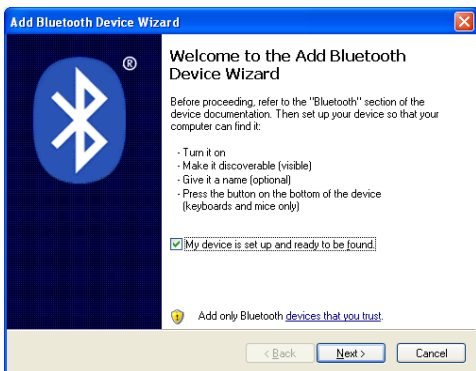 Add Bluetooth Device Wizard
®
Welcome to the Add Bluetooth
Device Wizard
Before proceeding, refer to the "Bluetooth" section of the
device documentation. Then set up your device so that your
computer can find it:
- Turn it on
- Make it discoverable (visible)
- Give it a name (optional)
- Press the button on the bottom of the device
(keyboards and mice only)
My device is set up and ready to be found.
Add only Bluetooth devices that you trust.
< Back Next > Cancel